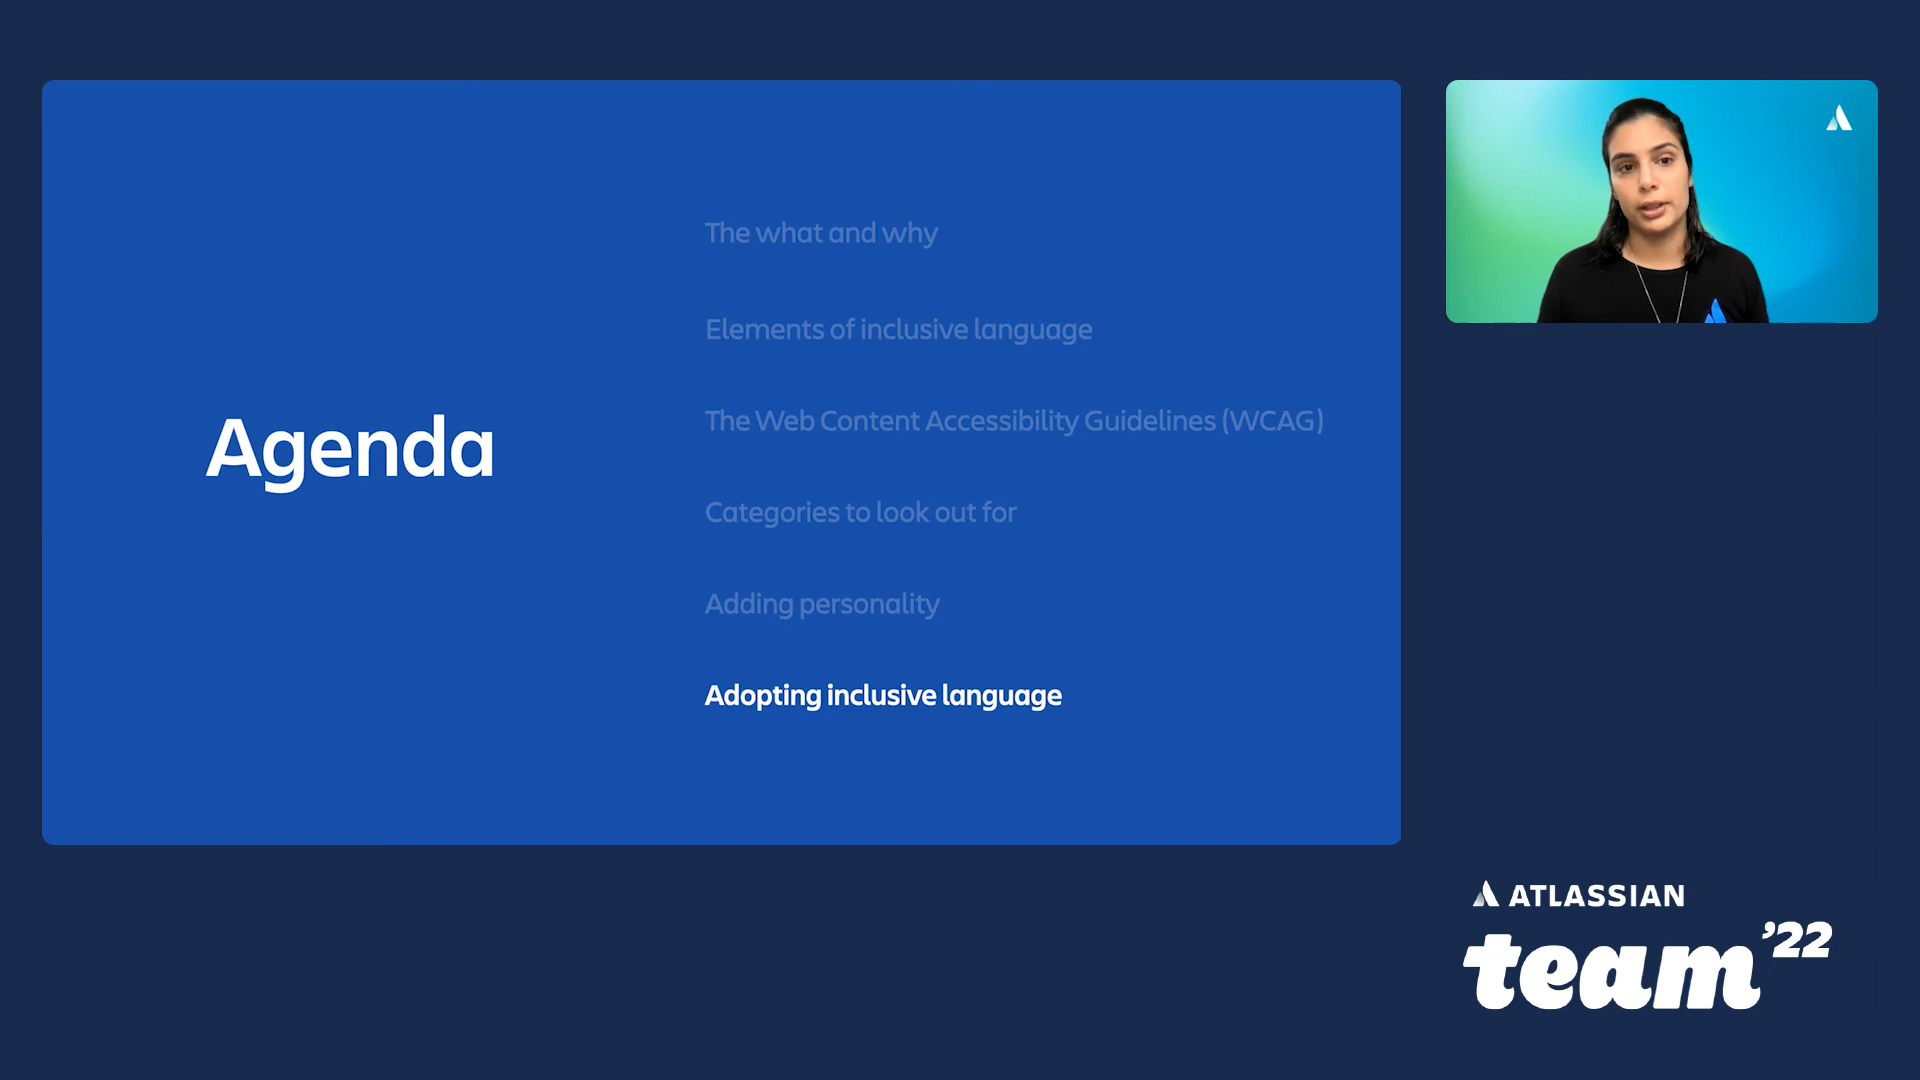 Agenda
The what and why
Elements of inclusive language
The Web Content Accessibility Guidelines (WCAG)
Categories to look out for
Adding personality
Adopting inclusive language
ATLASSIAN
team '22